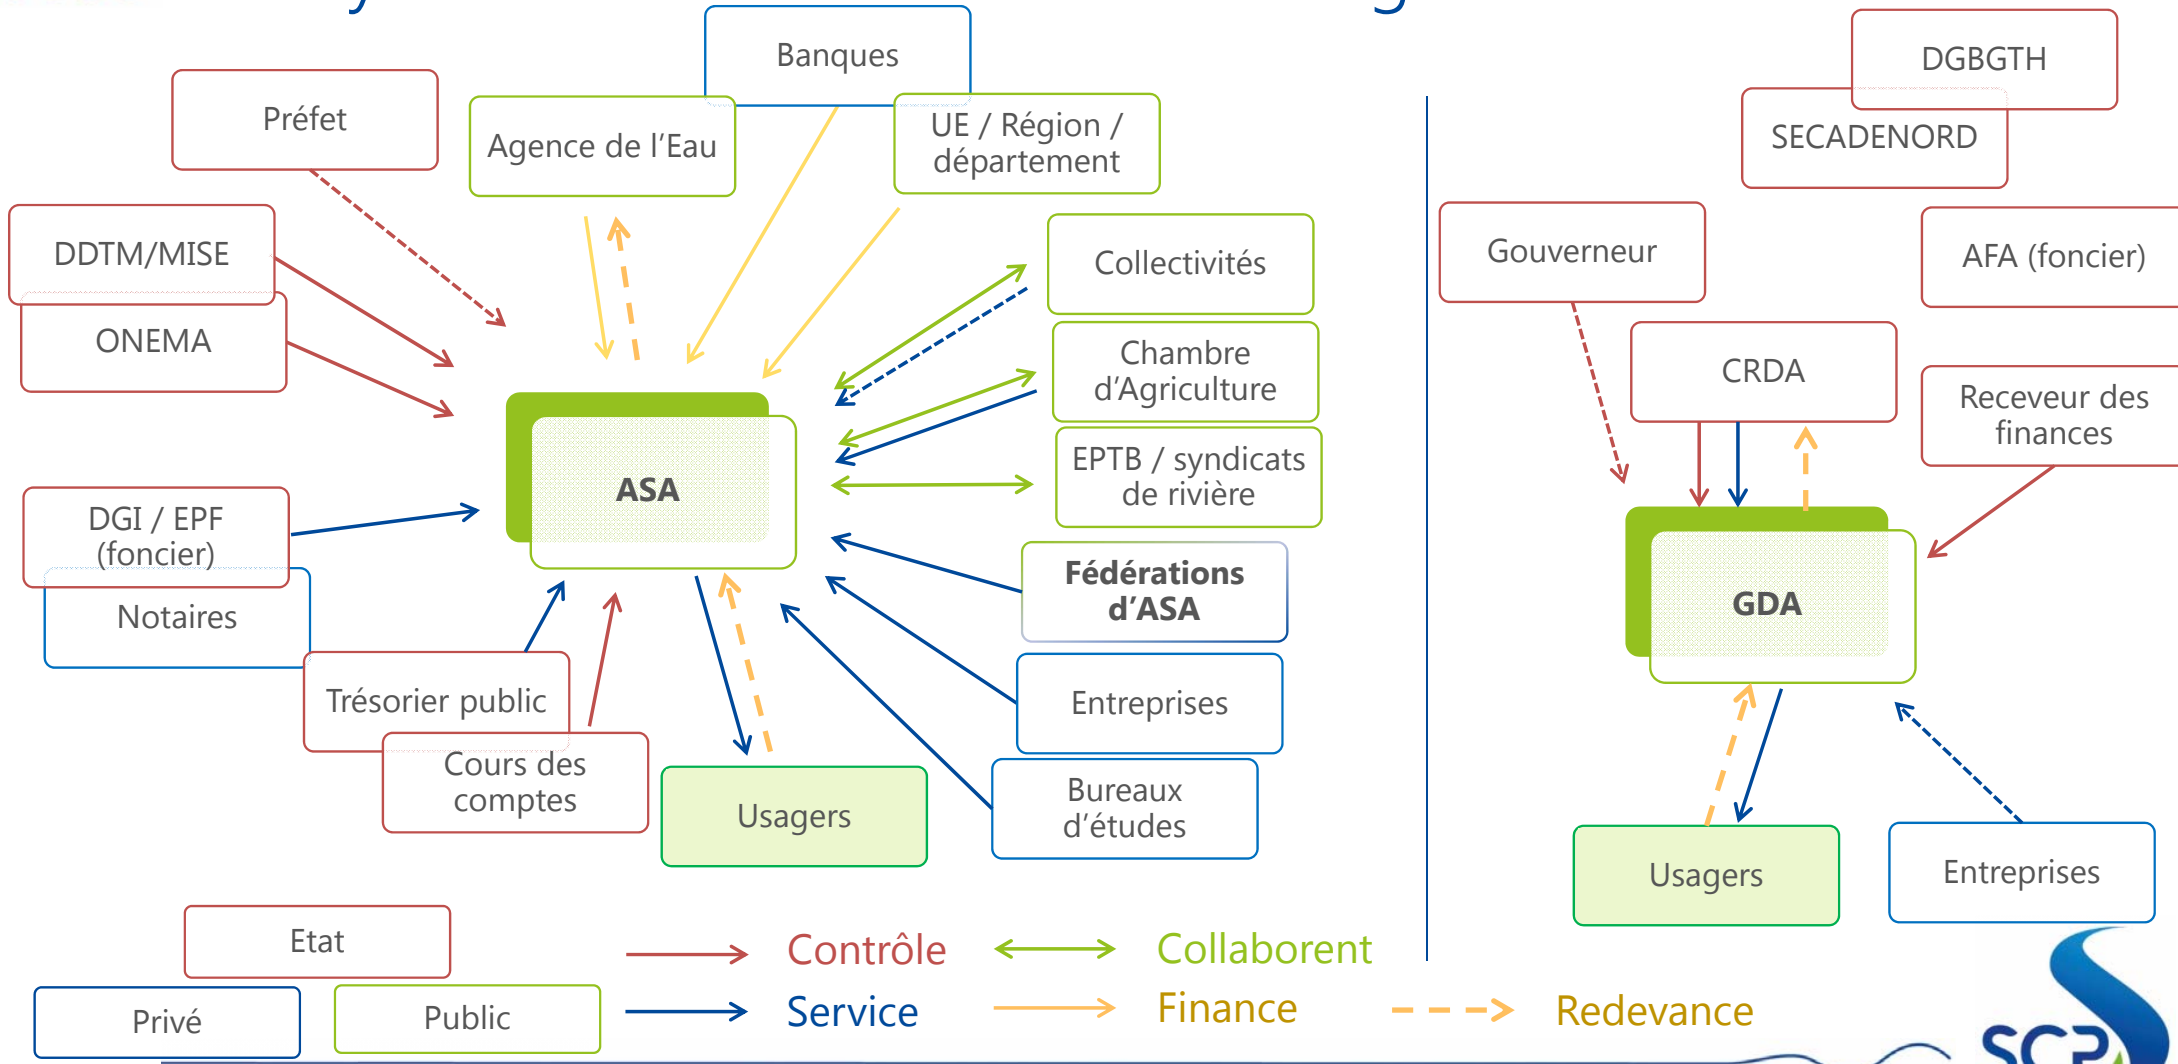 Banques
DGBGTH
Préfet
Agence de l'Eau
UE / Région /
département
SECADENORD
DDTM/MISE
Collectivités
Gouverneur
AFA (foncier)
ONEMA
Chambre
d'Agriculture
CRDA
Receveur des
finances
EPTB / syndicats
de rivière
ASA
DGI / EPF
(foncier)
Fédérations
d'ASA
GDA
Notaires
Trésorier public
Entreprises
Cours des
comptes
Usagers
Bureaux
d'études
Usagers
Entreprises
Etat
Contrôle
Collaborent
Privé
Public
Service
Finance
Redevance
SCP